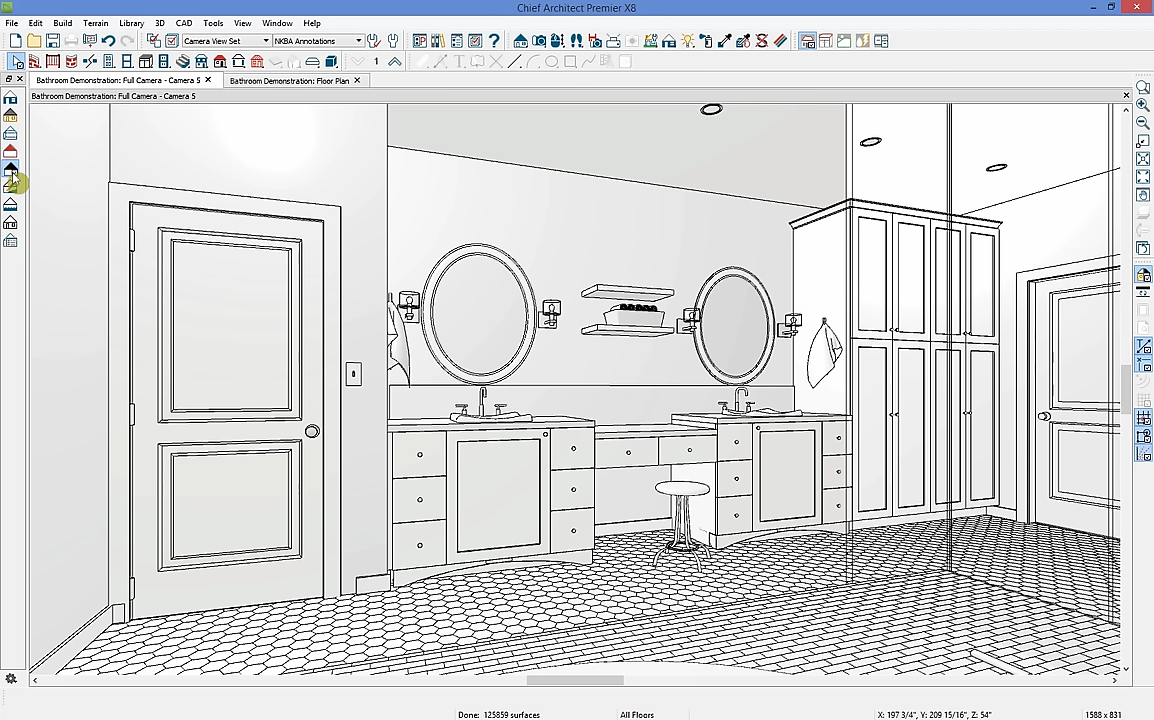 Chief Architect Premier X8
File Edit Build Terrain Library 3D CAD Tools View Window Help
Camera View Set NKBA Annotations
1
Bathroom Demonstration: Full Camera - Camera 5 Bathroom Demonstration: Floor Plan
Bathroom Demonstration: Full Camera - Camera 5
Done: 125859 surfaces All Floors X: 197 3/4", Y: 209 15/16", Z: 54" 1588 x 831